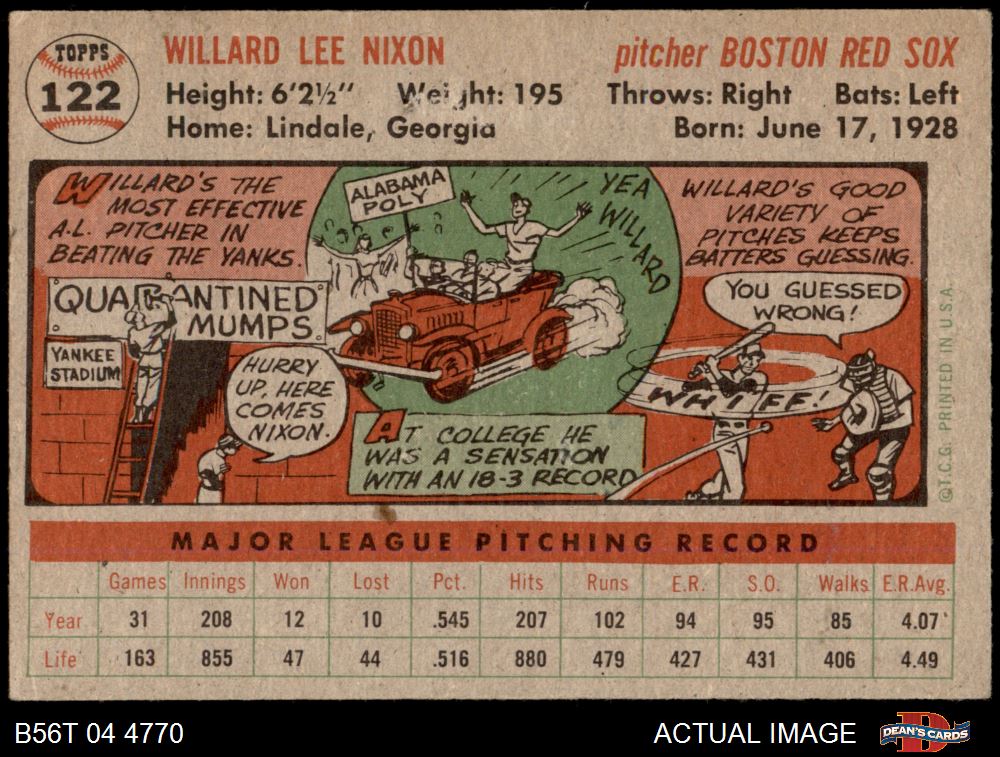 TOPPS
122
WILLARD LEE NIXON
pitcher BOSTON RED SOX
Height: 6'2½" Weight: 195 Throws: Right Bats: Left
Home: Lindale, Georgia Born: June 17, 1928
WILLARD'S THE
MOST EFFECTIVE
A.L. PITCHER IN
BEATING THE YANKS.
QUARANTINED
MUMPS.
YANKEE
STADIUM
HURRY
UP, HERE
COMES
NIXON.
ALABAMA
POLY
YEA
WILLARD
AT COLLEGE HE
WAS A SENSATION
WITH AN 18-3 RECORD
WILLARD'S GOOD
VARIETY OF
PITCHES KEEPS
BATTERS GUESSING.
YOU GUESSED
WRONG!
WHIFF!
©T.C.G. PRINTED IN U.S.A.
MAJOR LEAGUE PITCHING RECORD
Games Innings Won Lost Pct. Hits Runs E.R. S.O. Walks E.R.Avg.
Year 31 208 12 10 .545 207 102 94 95 85 4.07
Life 163 855 47 44 .516 880 479 427 431 406 4.49
B56T 04 4770
ACTUAL IMAGE
D
DEAN'S CARDS